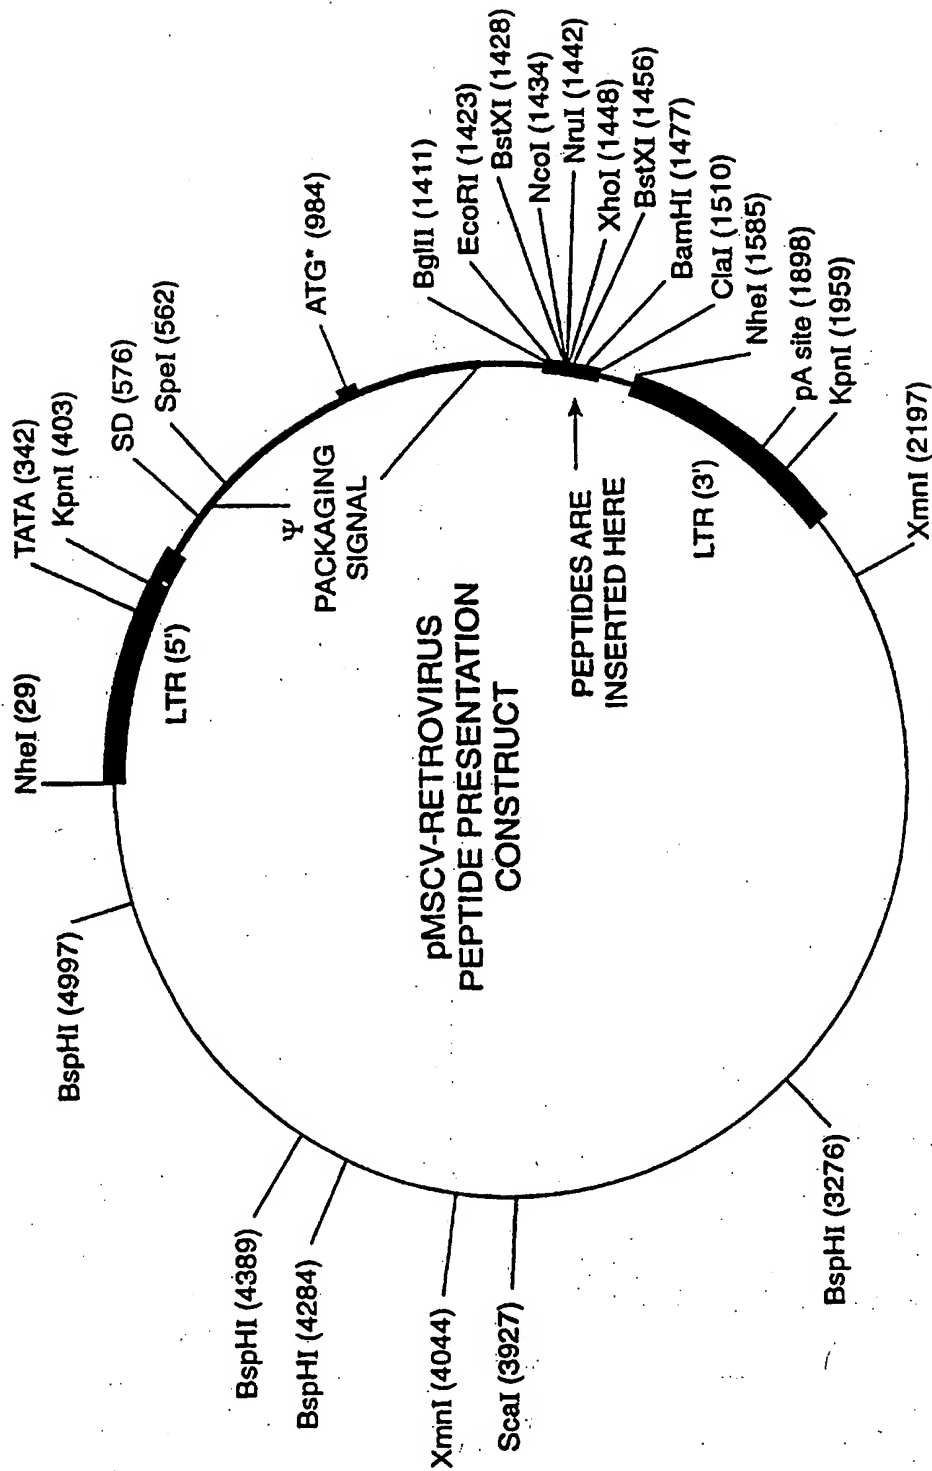 NheI (29)
TATA (342)
KpnI (403)
SD (576)
SpeI (562)
ATG* (984)
BglII (1411)
EcoRI (1423)
BstXI (1428)
NcoI (1434)
NruI (1442)
XhoI (1448)
BstXI (1456)
BamHI (1477)
ClaI (1510)
NheI (1585)
pA site (1898)
KpnI (1959)
XmnI (2197)
BspHI (3276)
ScaI (3927)
XmnI (4044)
BspHI (4284)
BspHI (4389)
BspHI (4997)
LTR (5')
Ψ
PACKAGING
SIGNAL
PEPTIDES ARE
INSERTED HERE
LTR (3')
pMSCV-RETROVIRUS
PEPTIDE PRESENTATION
CONSTRUCT